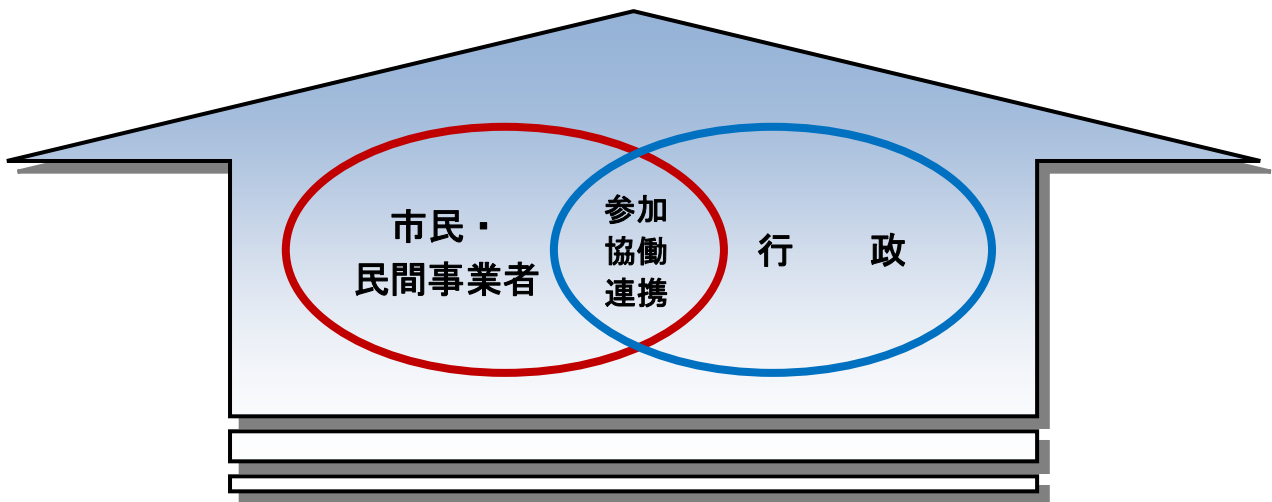 市民・
民間事業者
参加
協働
連携
行　　政